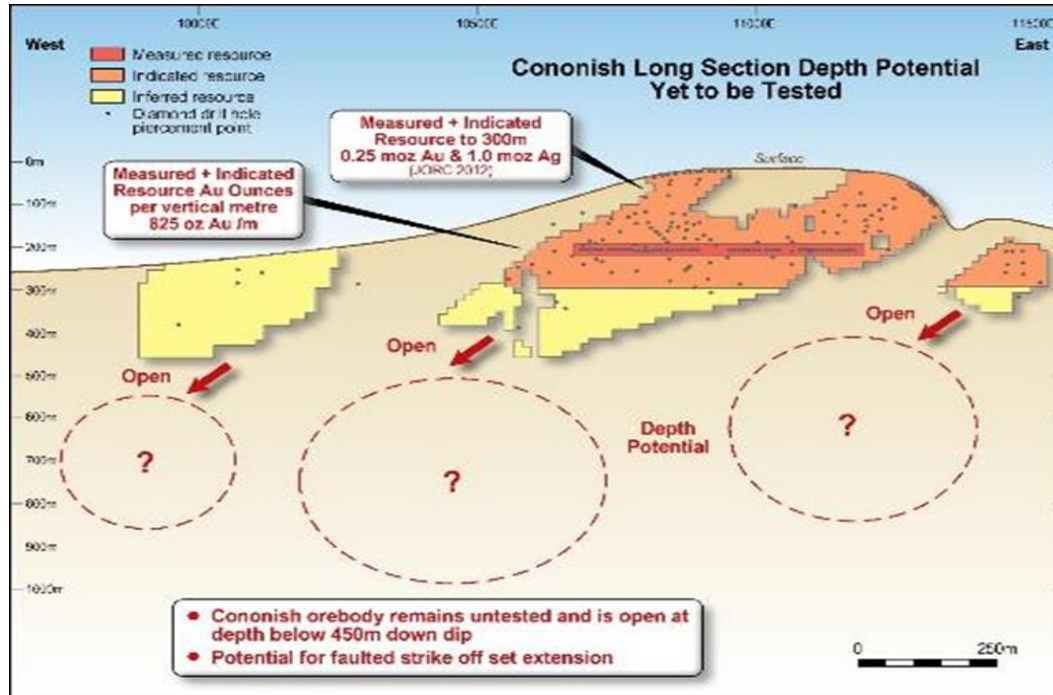 10000E
10500E
11000E
11500E
West
East
Measured resource
Indicated resource
Inferred resource
Diamond drill hole
piercement point
Cononish Long Section Depth Potential
Yet to be Tested
Measured + Indicated
Resource to 300m
0.25 moz Au & 1.0 moz Ag
(JORC 2012)
Measured + Indicated
Resource Au Ounces
per vertical metre
825 oz Au /m
Surface
0m
100m
200m
300m
400m
500m
600m
700m
800m
900m
1000m
Open
Open
Open
?
?
?
Depth
Potential
• Cononish orebody remains untested and is open at
depth below 450m down dip
• Potential for faulted strike off set extension
0
250m